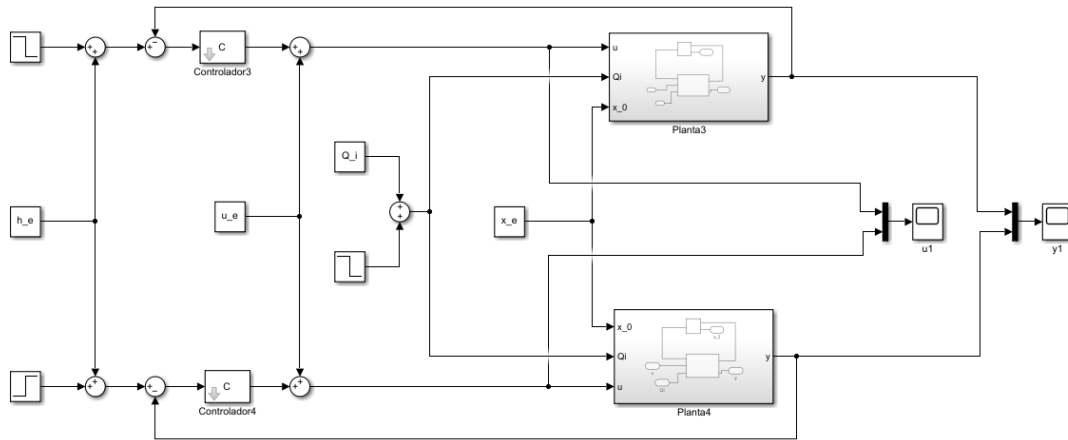 C
Controlador3
u
Qi
x_0
y
Planta3
Q_i
h_e
u_e
x_e
u1
y1
x_0
Qi
u
y
Planta4
C
Controlador4